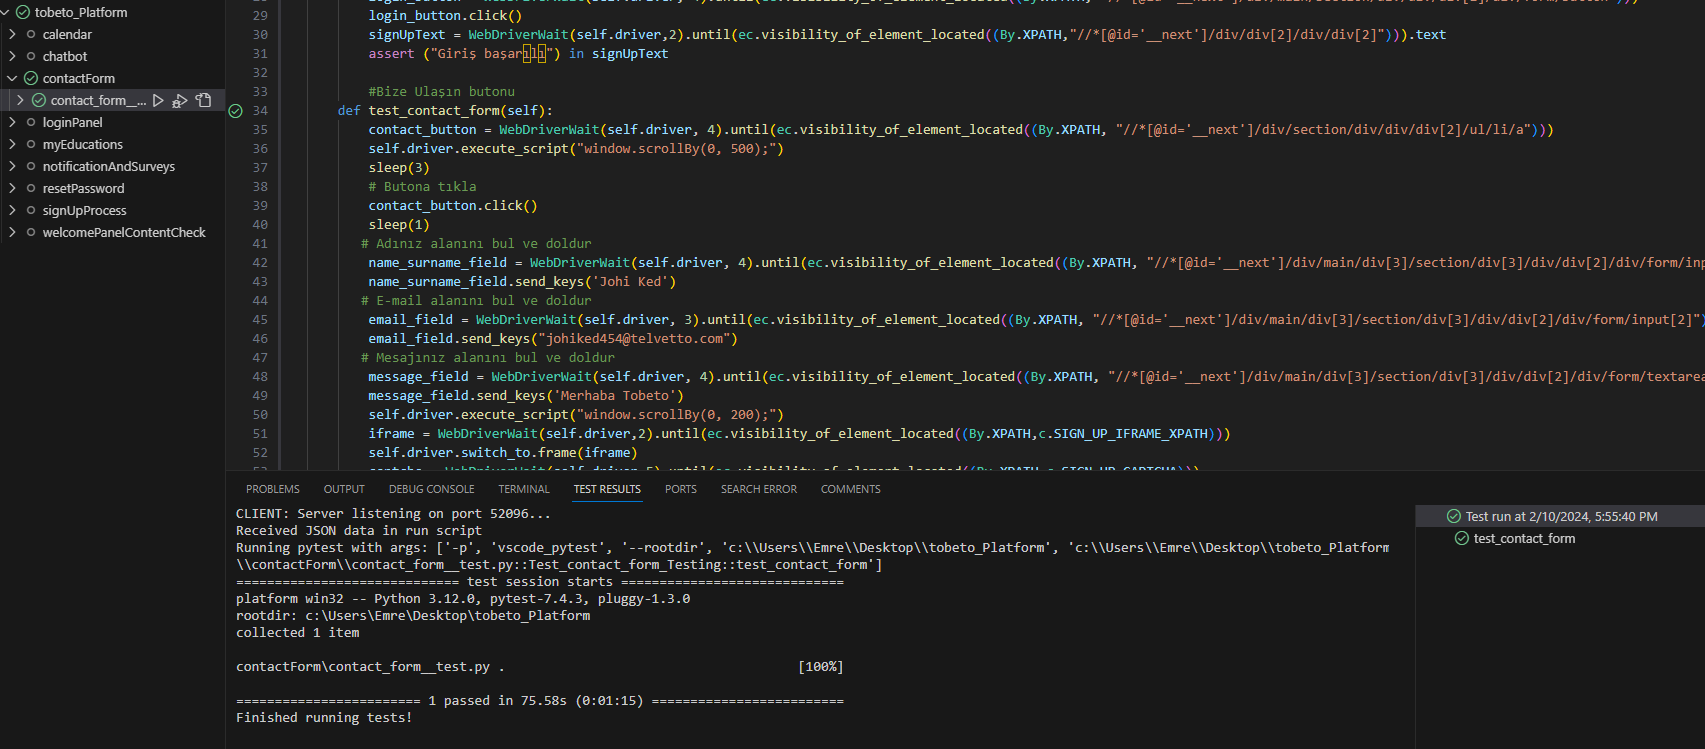 tobeto_Platform
calendar
chatbot
contactForm
contact_form__...
loginPanel
myEducations
notificationAndSurveys
resetPassword
signUpProcess
welcomePanelContentCheck
29 login_button.click()
30 signUpText = WebDriverWait(self.driver,2).until(ec.visibility_of_element_located((By.XPATH,"//*[@id='__next']/div/div[2]/div/div[2]"))).text
31 assert ("Giriş başarılı") in signUpText
32
33 #Bize Ulaşın butonu
34 def test_contact_form(self):
35 contact_button = WebDriverWait(self.driver, 4).until(ec.visibility_of_element_located((By.XPATH, "//*[@id='__next']/div/section/div/div/div[2]/ul/li/a")))
36 self.driver.execute_script("window.scrollBy(0, 500);")
37 sleep(3)
38 # Butona tıkla
39 contact_button.click()
40 sleep(1)
41 # Adınız alanını bul ve doldur
42 name_surname_field = WebDriverWait(self.driver, 4).until(ec.visibility_of_element_located((By.XPATH, "//*[@id='__next']/div/main/div[3]/section/div[3]/div/div[2]/div/form/inp
43 name_surname_field.send_keys('Johi Ked')
44 # E-mail alanını bul ve doldur
45 email_field = WebDriverWait(self.driver, 3).until(ec.visibility_of_element_located((By.XPATH, "//*[@id='__next']/div/main/div[3]/section/div[3]/div/div[2]/div/form/input[2]")
46 email_field.send_keys("johiked454@telvetto.com")
47 # Mesajınız alanını bul ve doldur
48 message_field = WebDriverWait(self.driver, 4).until(ec.visibility_of_element_located((By.XPATH, "//*[@id='__next']/div/main/div[3]/section/div[3]/div/div[2]/div/form/textarea
49 message_field.send_keys('Merhaba Tobeto')
50 self.driver.execute_script("window.scrollBy(0, 200);")
51 iframe = WebDriverWait(self.driver,2).until(ec.visibility_of_element_located((By.XPATH,c.SIGN_UP_IFRAME_XPATH)))
52 self.driver.switch_to.frame(iframe)
PROBLEMS OUTPUT DEBUG CONSOLE TERMINAL TEST RESULTS PORTS SEARCH ERROR COMMENTS
CLIENT: Server listening on port 52096...
Received JSON data in run script
Running pytest with args: ['-p', 'vscode_pytest', '--rootdir', 'c:\\Users\\Emre\\Desktop\\tobeto_Platform', 'c:\\Users\\Emre\\Desktop\\tobeto_Platform
\\contactForm\\contact_form__test.py::Test_contact_form_Testing::test_contact_form']
============================= test session starts =============================
platform win32 -- Python 3.12.0, pytest-7.4.3, pluggy-1.3.0
rootdir: c:\Users\Emre\Desktop\tobeto_Platform
collected 1 item
contactForm\contact_form__test.py . [100%]
======================== 1 passed in 75.58s (0:01:15) =========================
Finished running tests!
Test run at 2/10/2024, 5:55:40 PM
test_contact_form